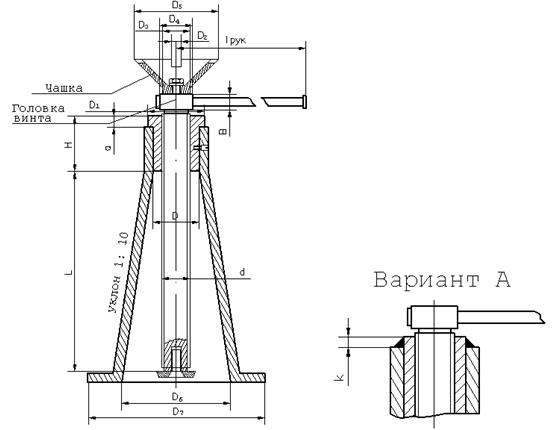 D5
D4
D3
D2
lрук
Чашка
Головка
винта
D1
B
a
H
D
L
уклон 1: 10
d
Вариант А
k
D6
D7